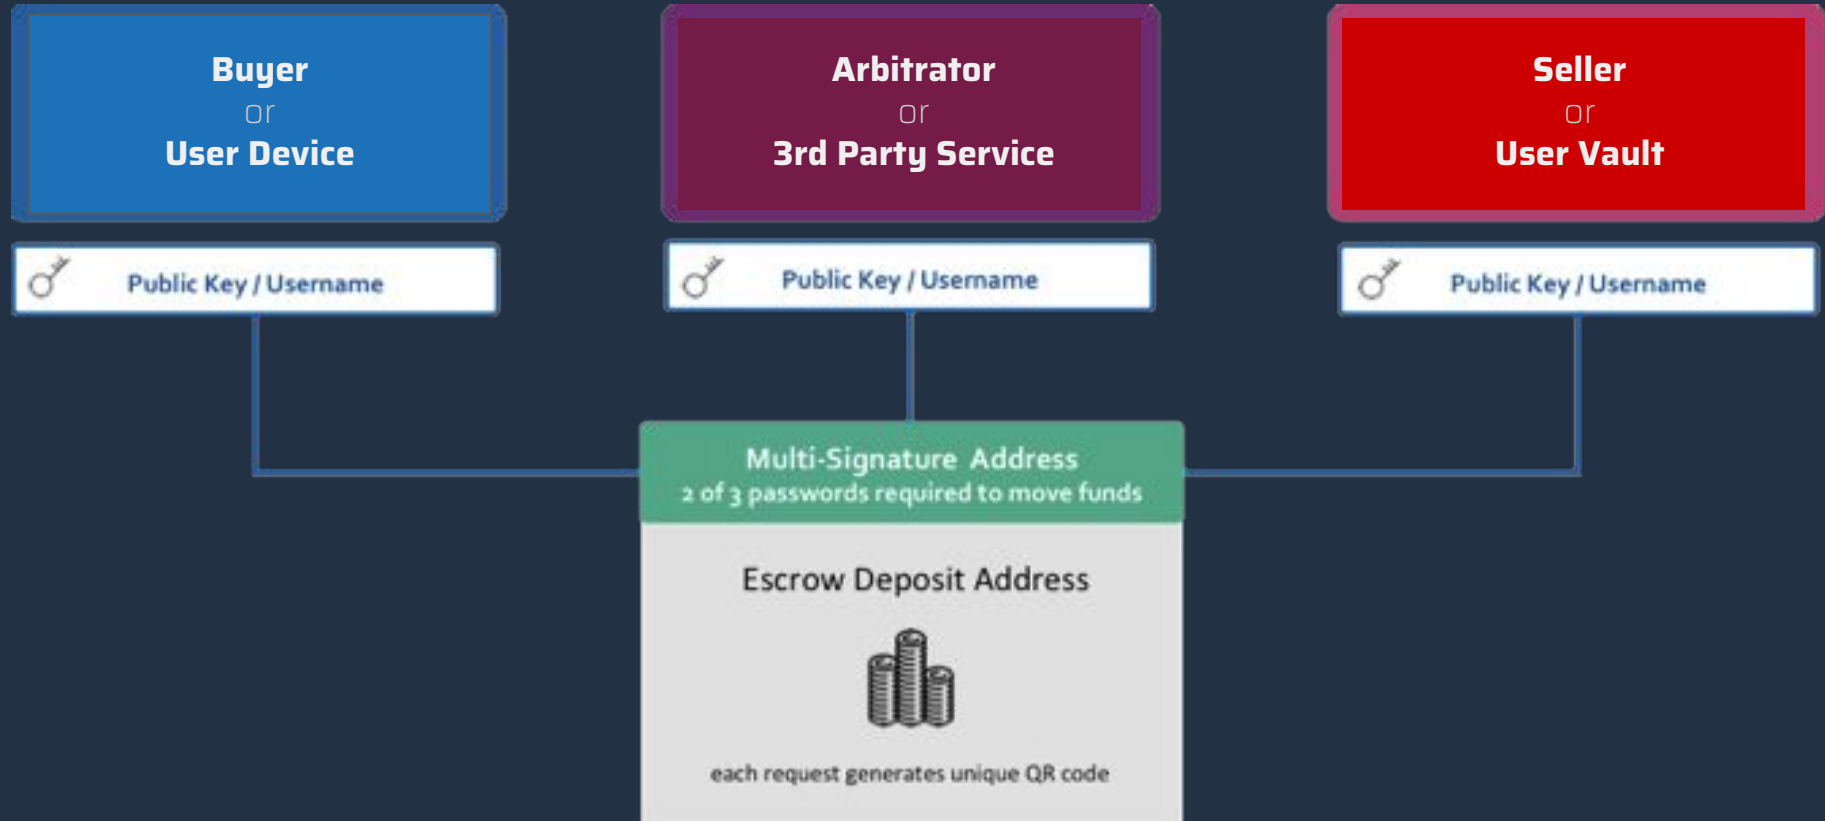 Buyer
or
User Device
Arbitrator
or
3rd Party Service
Seller
or
User Vault
Public Key / Username
Public Key / Username
Public Key / Username
Multi-Signature Address
2 of 3 passwords required to move funds
Escrow Deposit Address
each request generates unique QR code